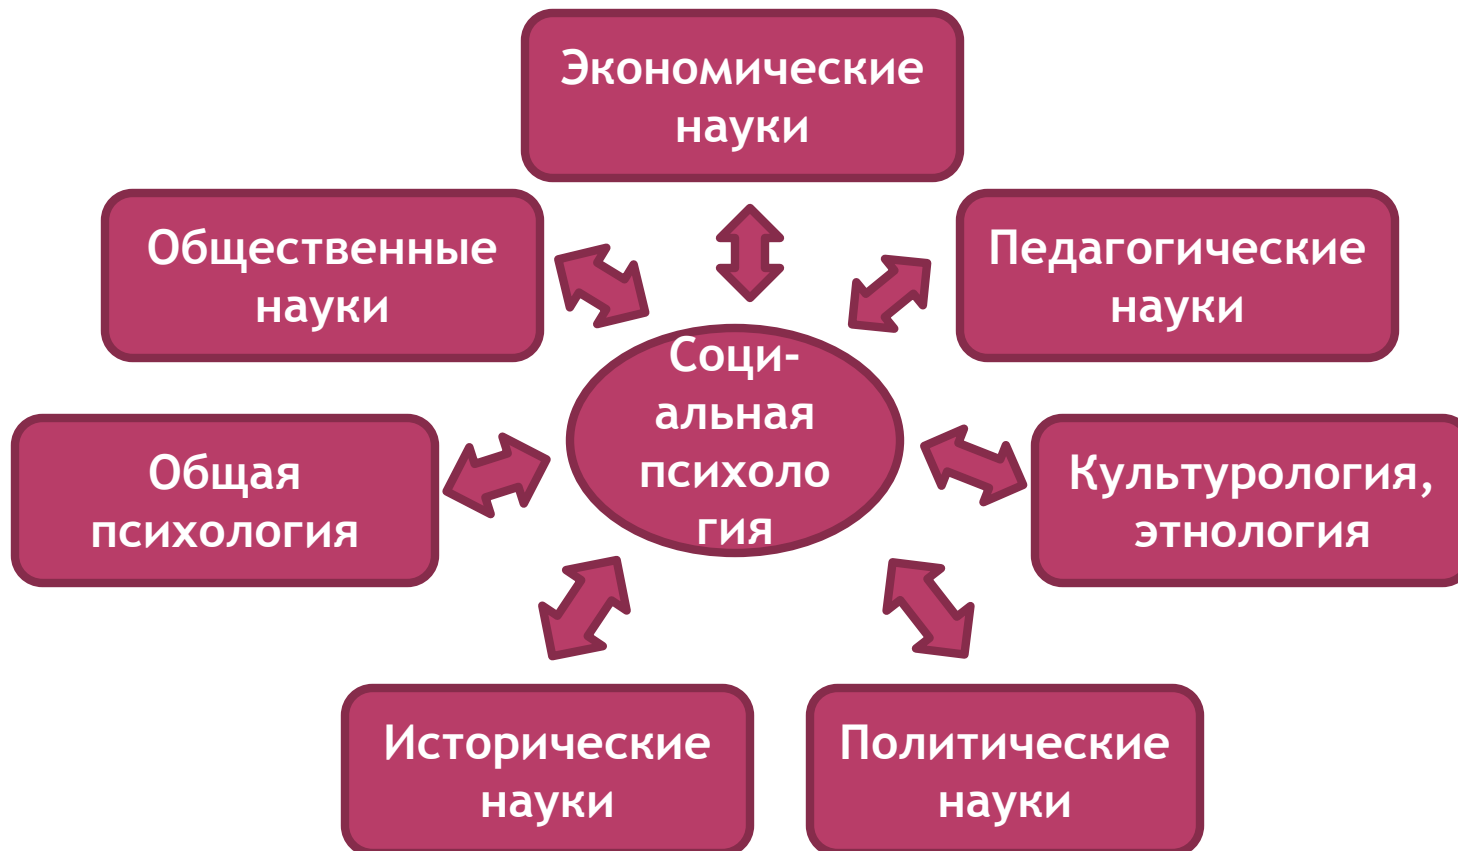 Экономические
науки
Общественные
науки
Педагогические
науки
Соци-
альная
психоло
гия
Общая
психология
Культурология,
этнология
Исторические
науки
Политические
науки